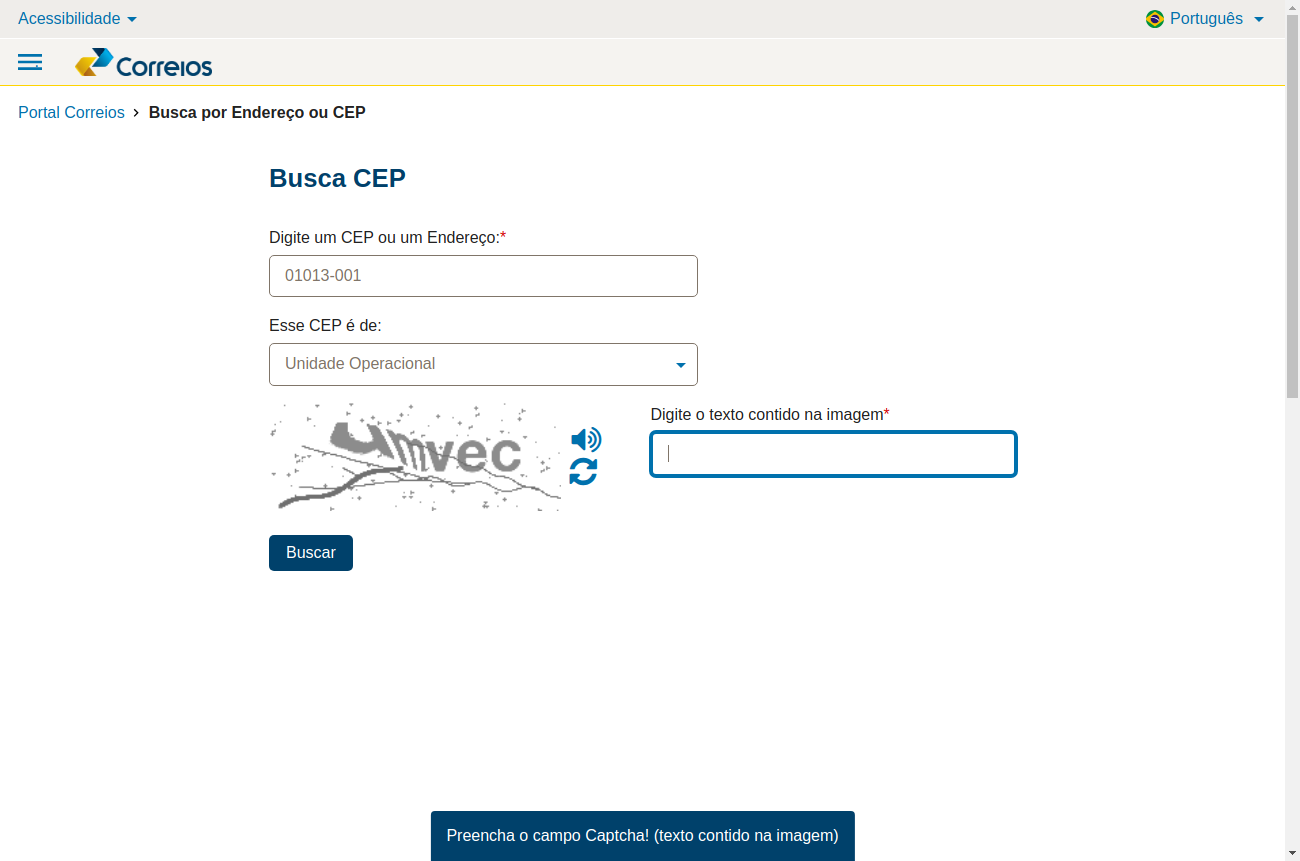 Acessibilidade
Português
Correios
Portal Correios › Busca por Endereço ou CEP
Busca CEP
Digite um CEP ou um Endereço:*
01013-001
Esse CEP é de:
Unidade Operacional
Digite o texto contido na imagem*
Buscar
Preencha o campo Captcha! (texto contido na imagem)